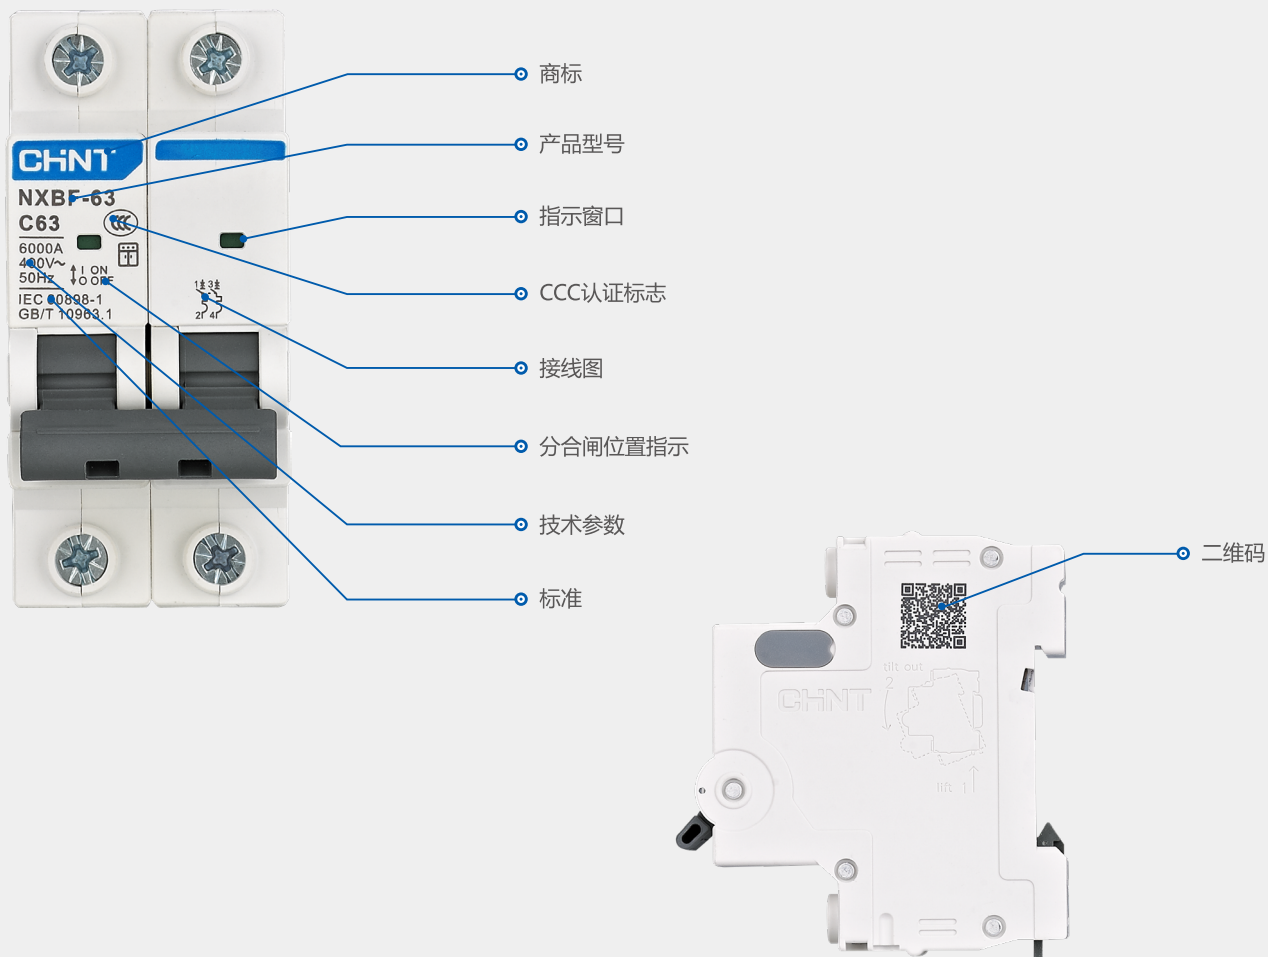 CHNT
NXBF-63
C63
CCC
6000A
400V~
50Hz
I ON
O OFF
IEC 60898-1
GB/T 10963.1
1 3
2 4
商标
产品型号
指示窗口
CCC认证标志
接线图
分合闸位置指示
技术参数
标准
二维码
tilt out
2
CHNT
lift 1